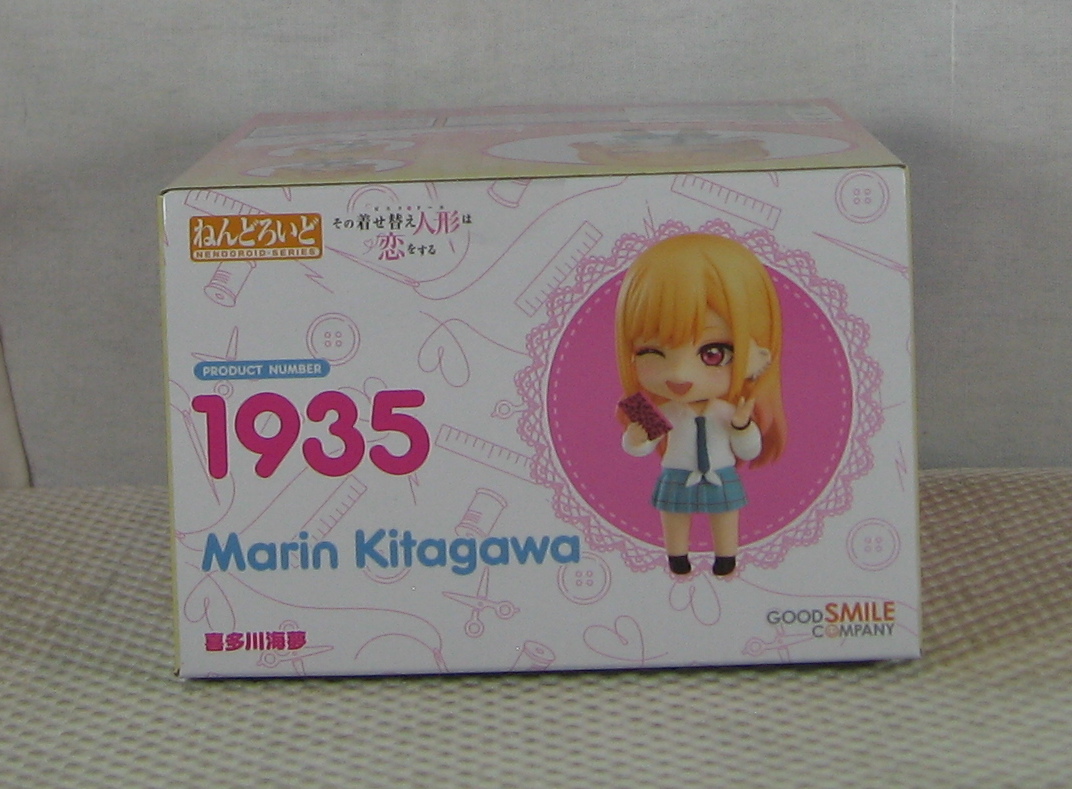 ねんどろいど
NENDOROID SERIES
その着せ替え人形は
恋をする
PRODUCT NUMBER
1935
Marin Kitagawa
喜多川海夢
GOOD SMILE
COMPANY